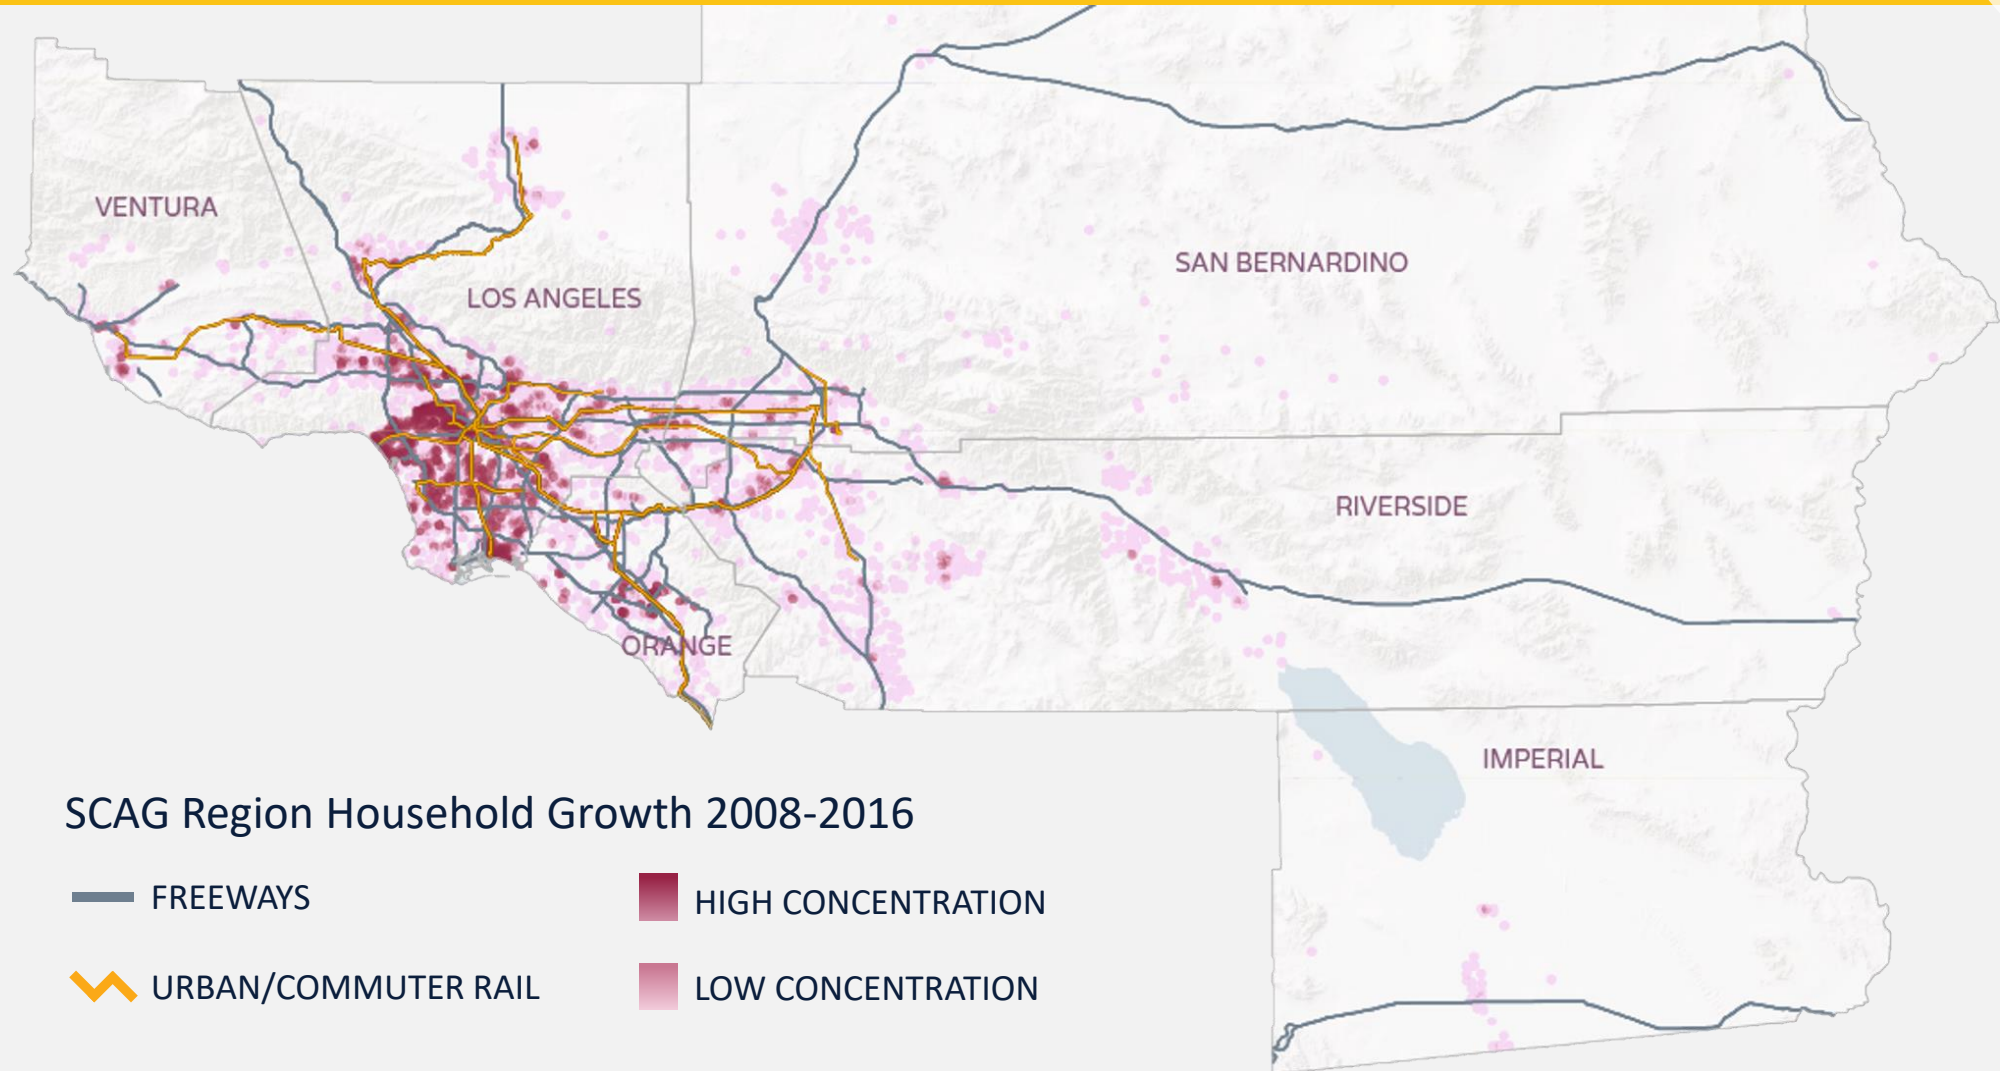 VENTURA
LOS ANGELES
SAN BERNARDINO
RIVERSIDE
ORANGE
IMPERIAL
SCAG Region Household Growth 2008-2016
FREEWAYS
HIGH CONCENTRATION
URBAN/COMMUTER RAIL
LOW CONCENTRATION